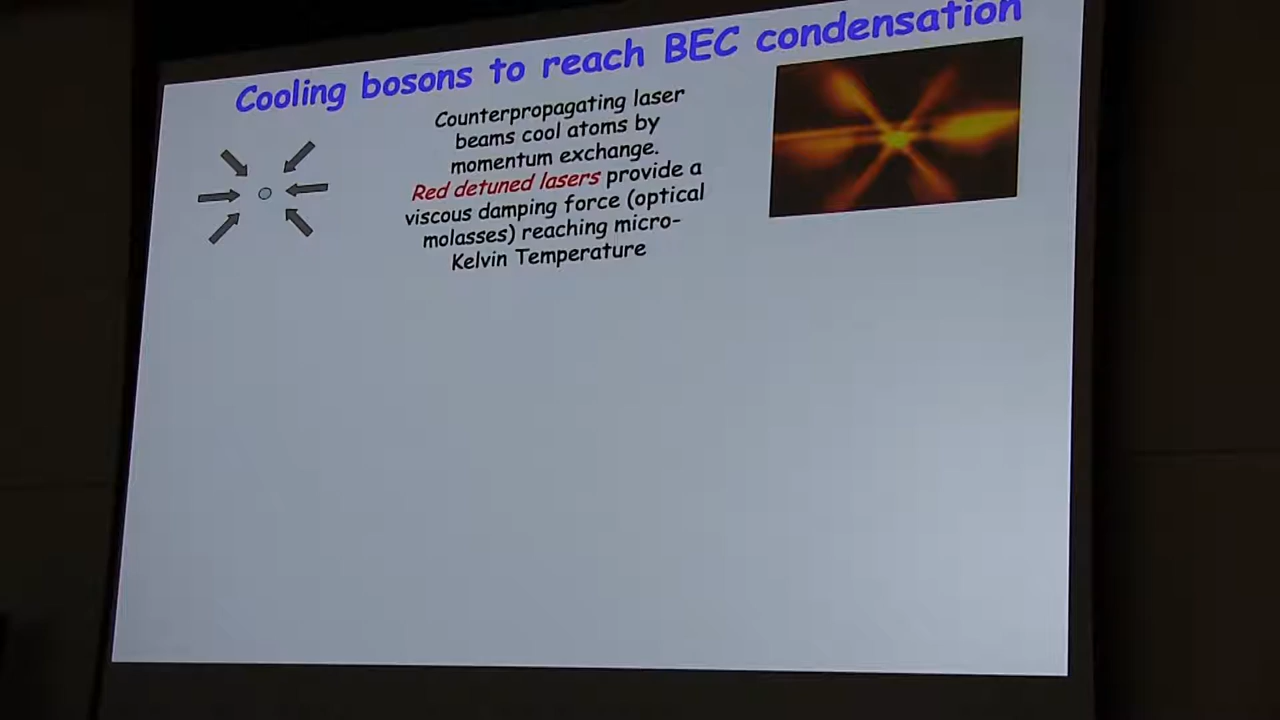 Cooling bosons to reach BEC condensation
Counterpropagating laser
beams cool atoms by
momentum exchange.
Red detuned lasers provide a
viscous damping force (optical
molasses) reaching micro-
Kelvin Temperature